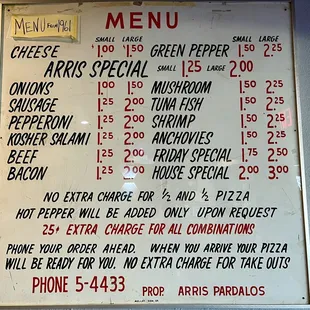 MENU From 1961
MENU
SMALL LARGE SMALL LARGE
CHEESE $1.00 $1.50 GREEN PEPPER 1.50 2.25
ARRIS SPECIAL SMALL 1.25 LARGE 2.00
ONIONS 1.00 1.50 MUSHROOM 1.50 2.25
SAUSAGE 1.25 2.00 TUNA FISH 1.50 2.25
PEPPERONI 1.25 2.00 SHRIMP 1.50 2.25
KOSHER SALAMI 1.25 2.00 ANCHOVIES 1.50 2.25
BEEF 1.25 2.00 FRIDAY SPECIAL 1.75 2.50
BACON 1.25 2.00 HOUSE SPECIAL 2.00 3.00
NO EXTRA CHARGE FOR ½ AND ½ PIZZA
HOT PEPPER WILL BE ADDED ONLY UPON REQUEST
25¢ EXTRA CHARGE FOR ALL COMBINATIONS
PHONE YOUR ORDER AHEAD. WHEN YOU ARRIVE YOUR PIZZA
WILL BE READY FOR YOU. NO EXTRA CHARGE FOR TAKE OUTS
PHONE 5-4433 PROP. ARRIS PARDALOS